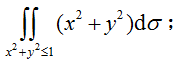 ∬(x² + y²)dσ ;
x²+y²≤1